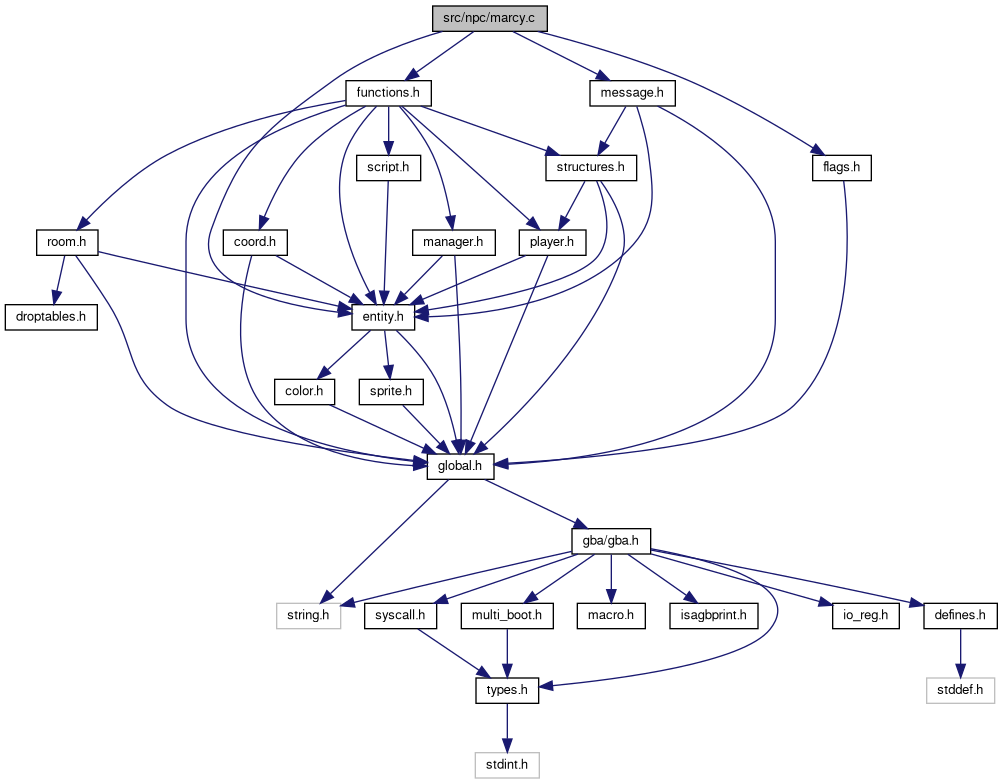 src/npc/marcy.c
functions.h
message.h
script.h
structures.h
flags.h
room.h
coord.h
manager.h
player.h
droptables.h
entity.h
color.h
sprite.h
global.h
gba/gba.h
string.h
syscall.h
multi_boot.h
macro.h
isagbprint.h
io_reg.h
defines.h
types.h
stddef.h
stdint.h